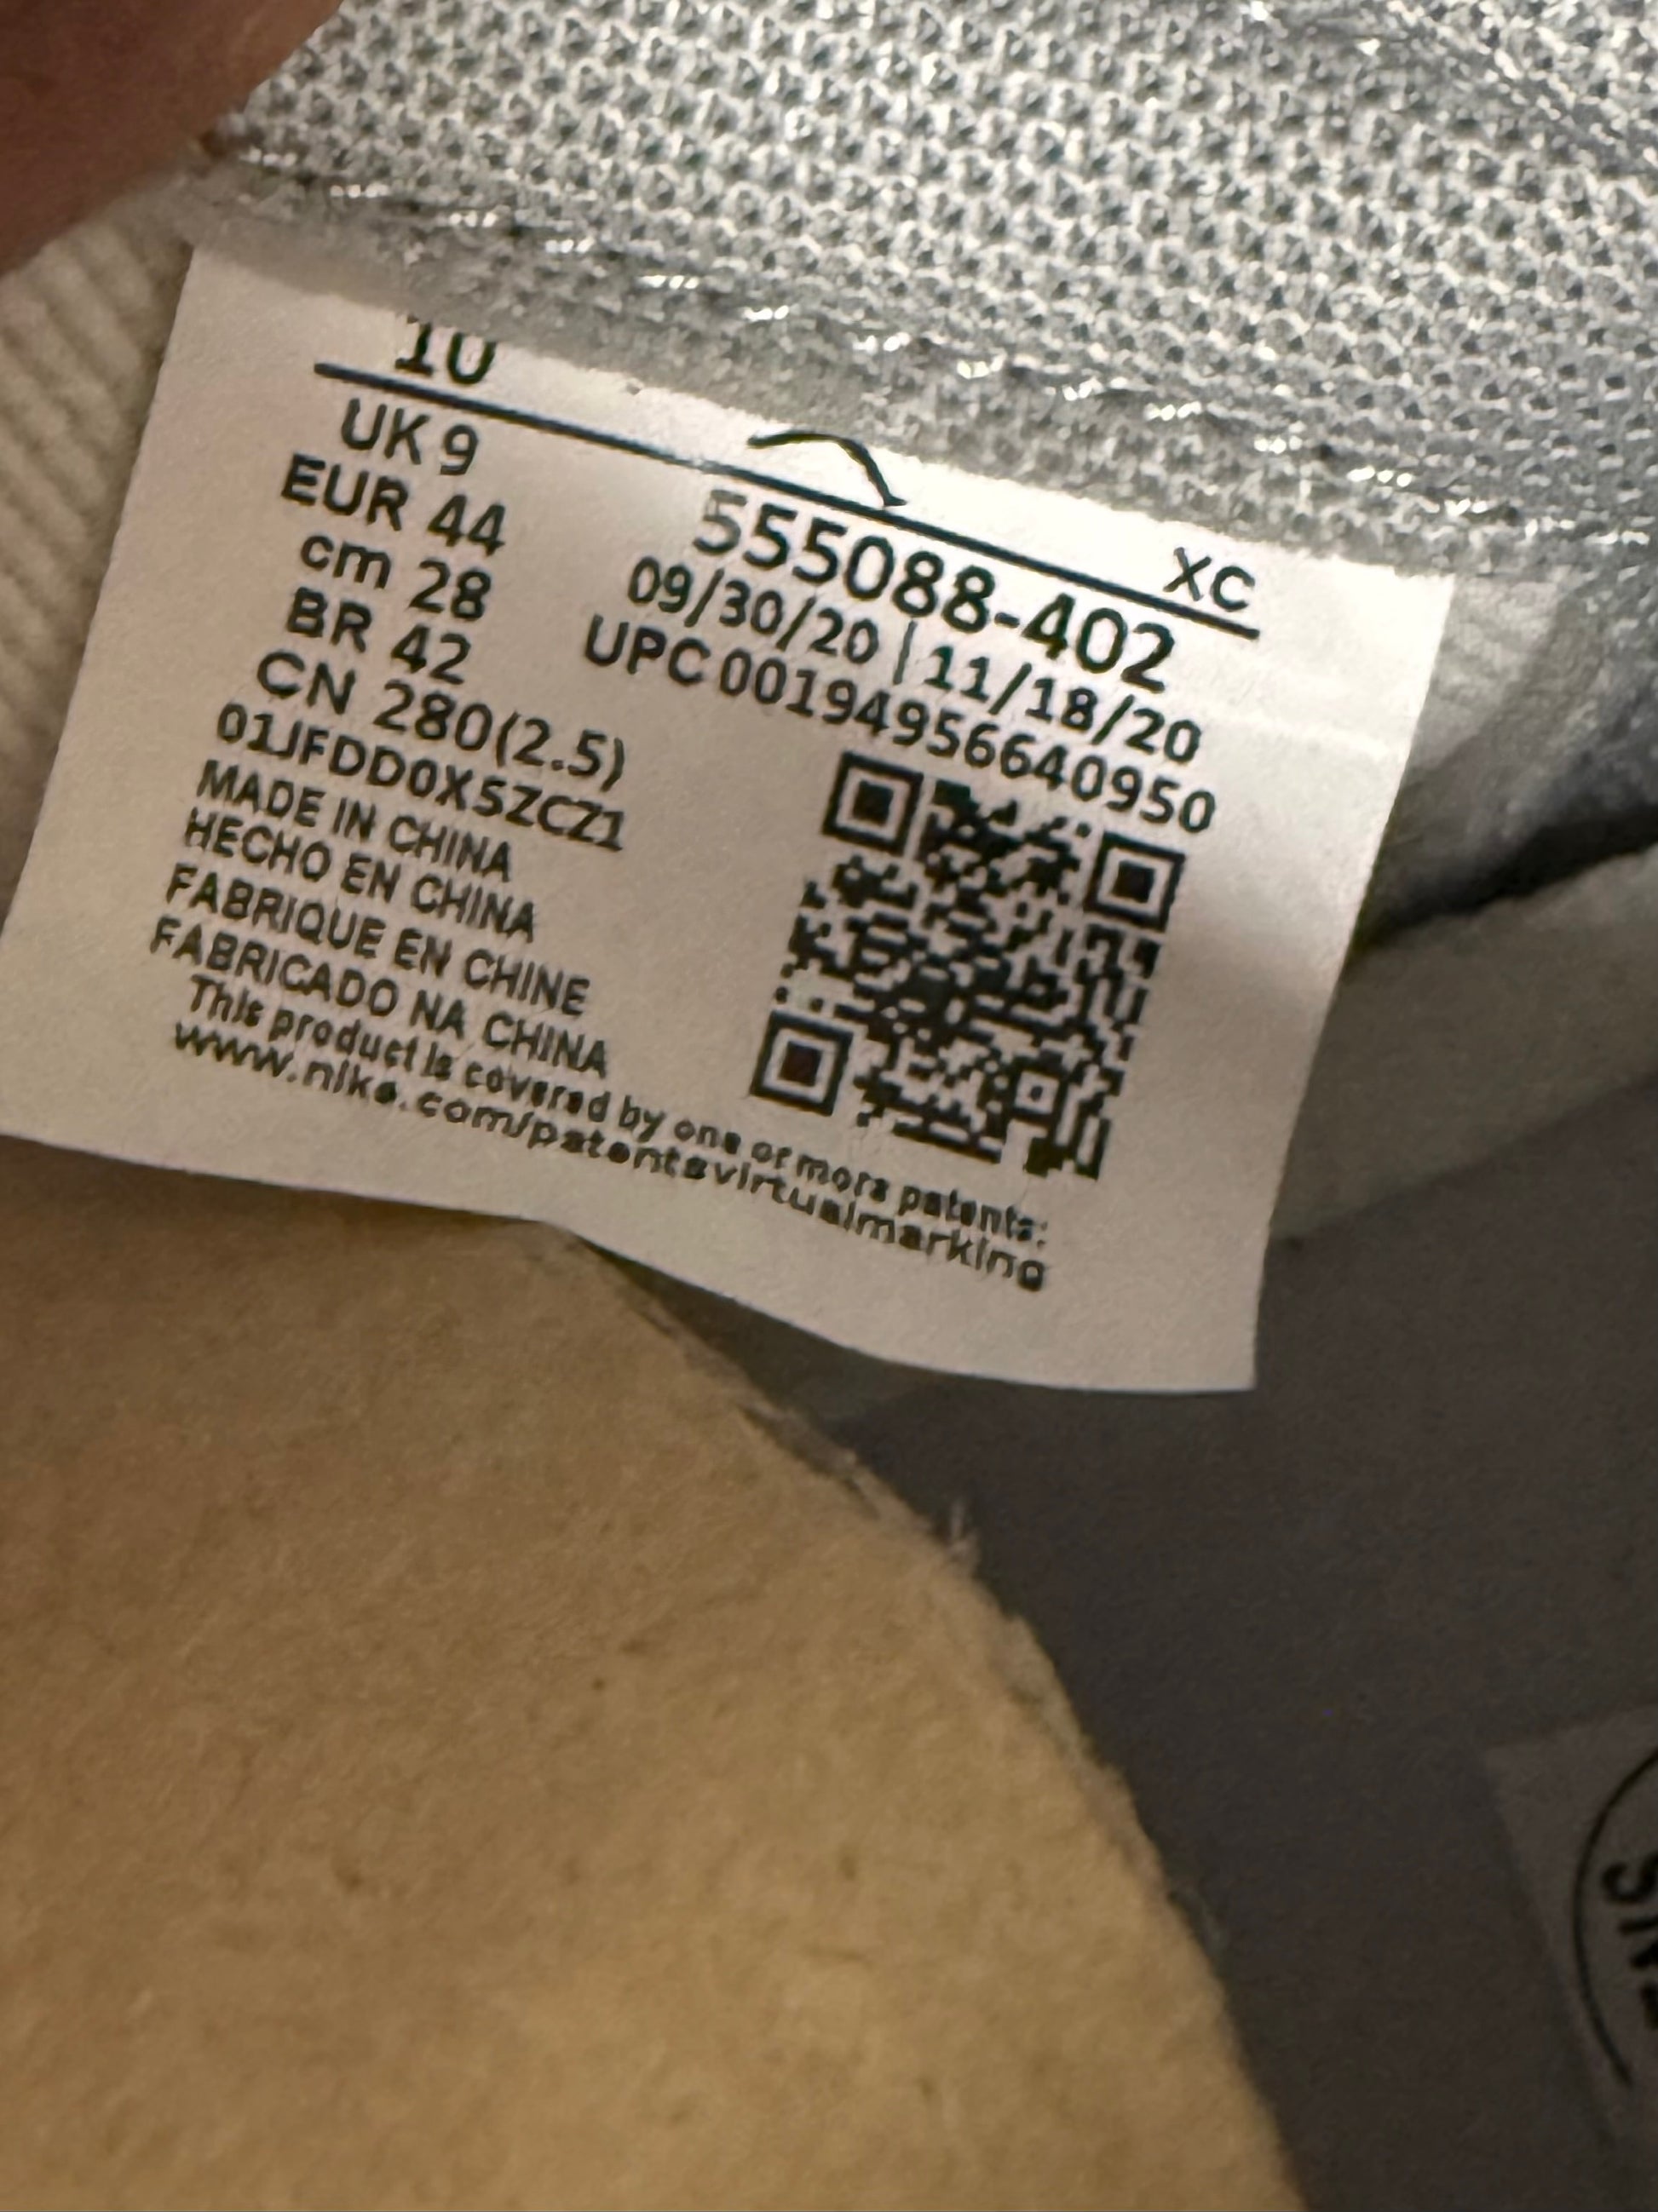 10
XC
UK 9
EUR 44
cm 28
BR 42
CN 280(2.5)
01JFDD0X5ZCZ1
MADE IN CHINA
HECHO EN CHINA
FABRIQUE EN CHINE
FABRICADO NA CHINA
555088-402
09/30/20 | 11/18/20
UPC 00194956640950
This product is covered by one or more patents:
www.nike.com/patentsvirtualmarking